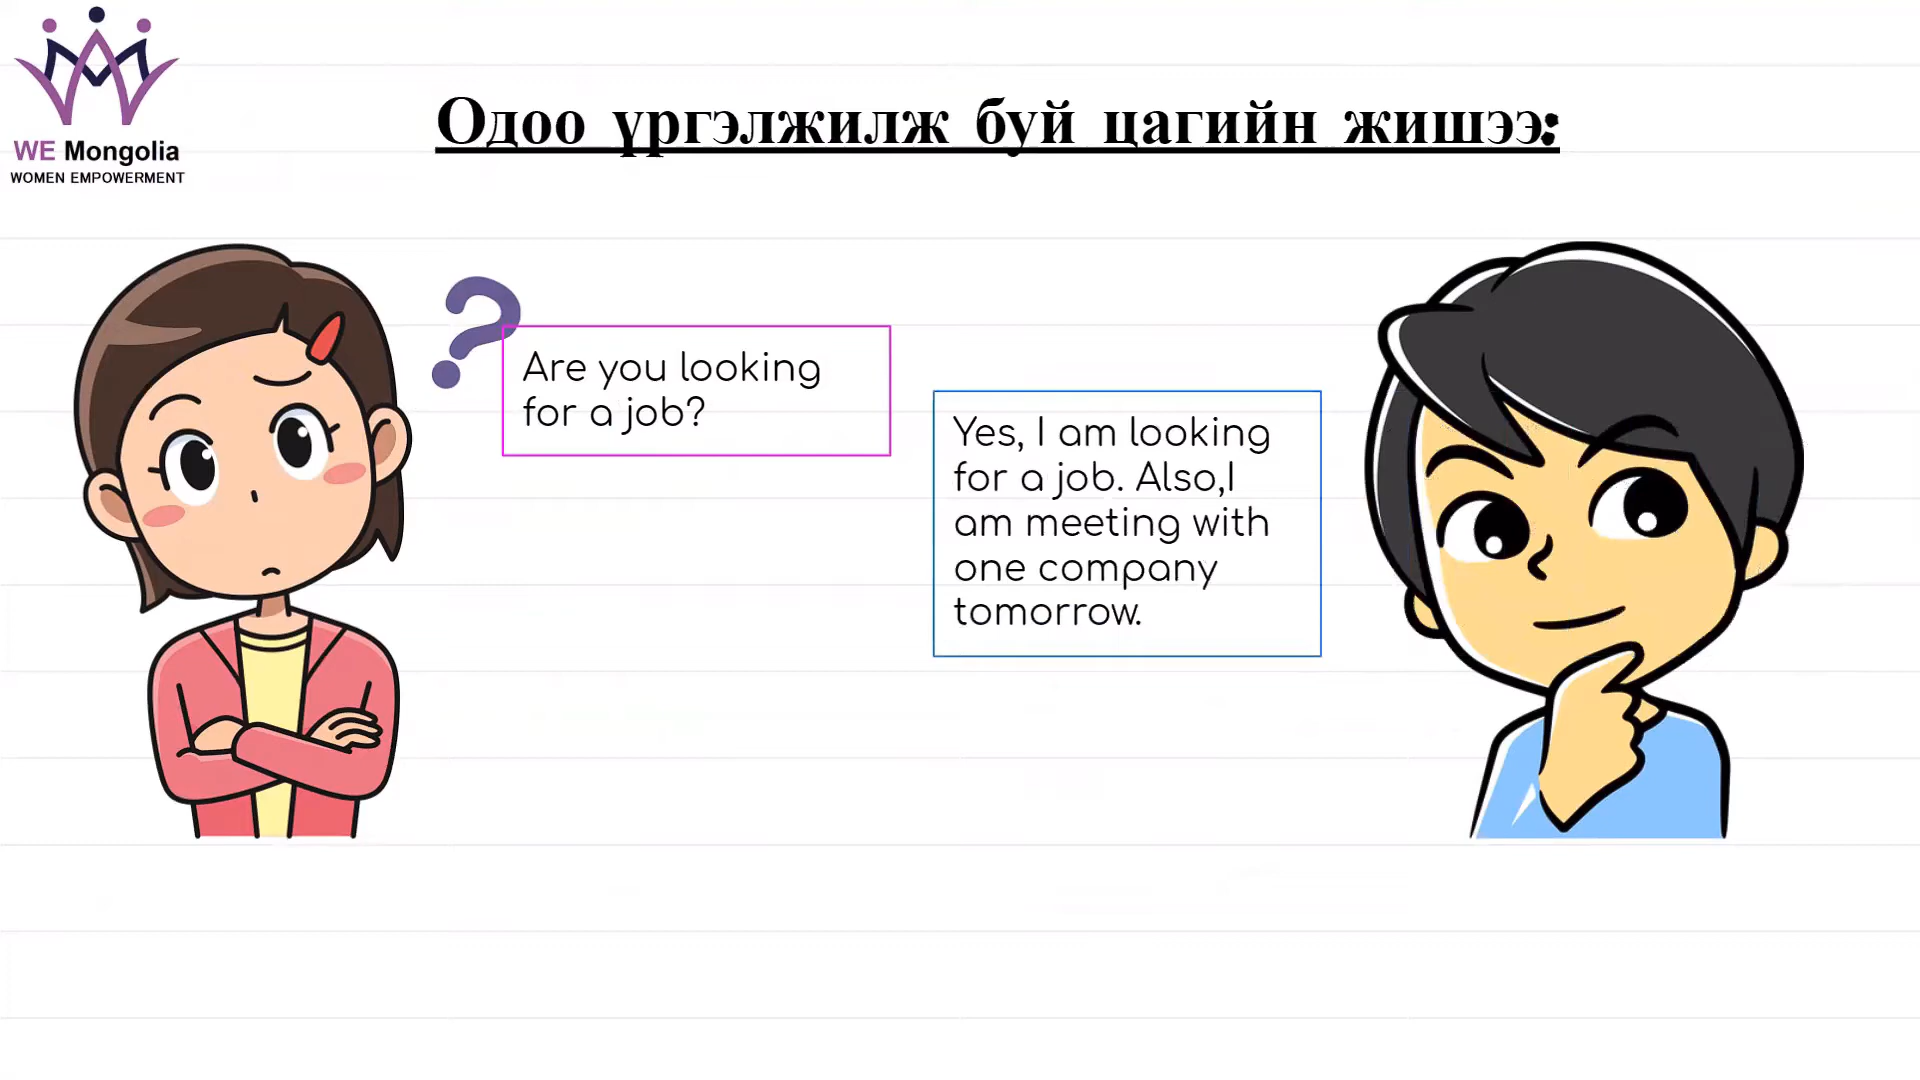 WE Mongolia
WOMEN EMPOWERMENT
Одоо үргэлжилж буй цагийн жишээ:
?
Are you looking
for a job?
Yes, I am looking
for a job. Also,I
am meeting with
one company
tomorrow.